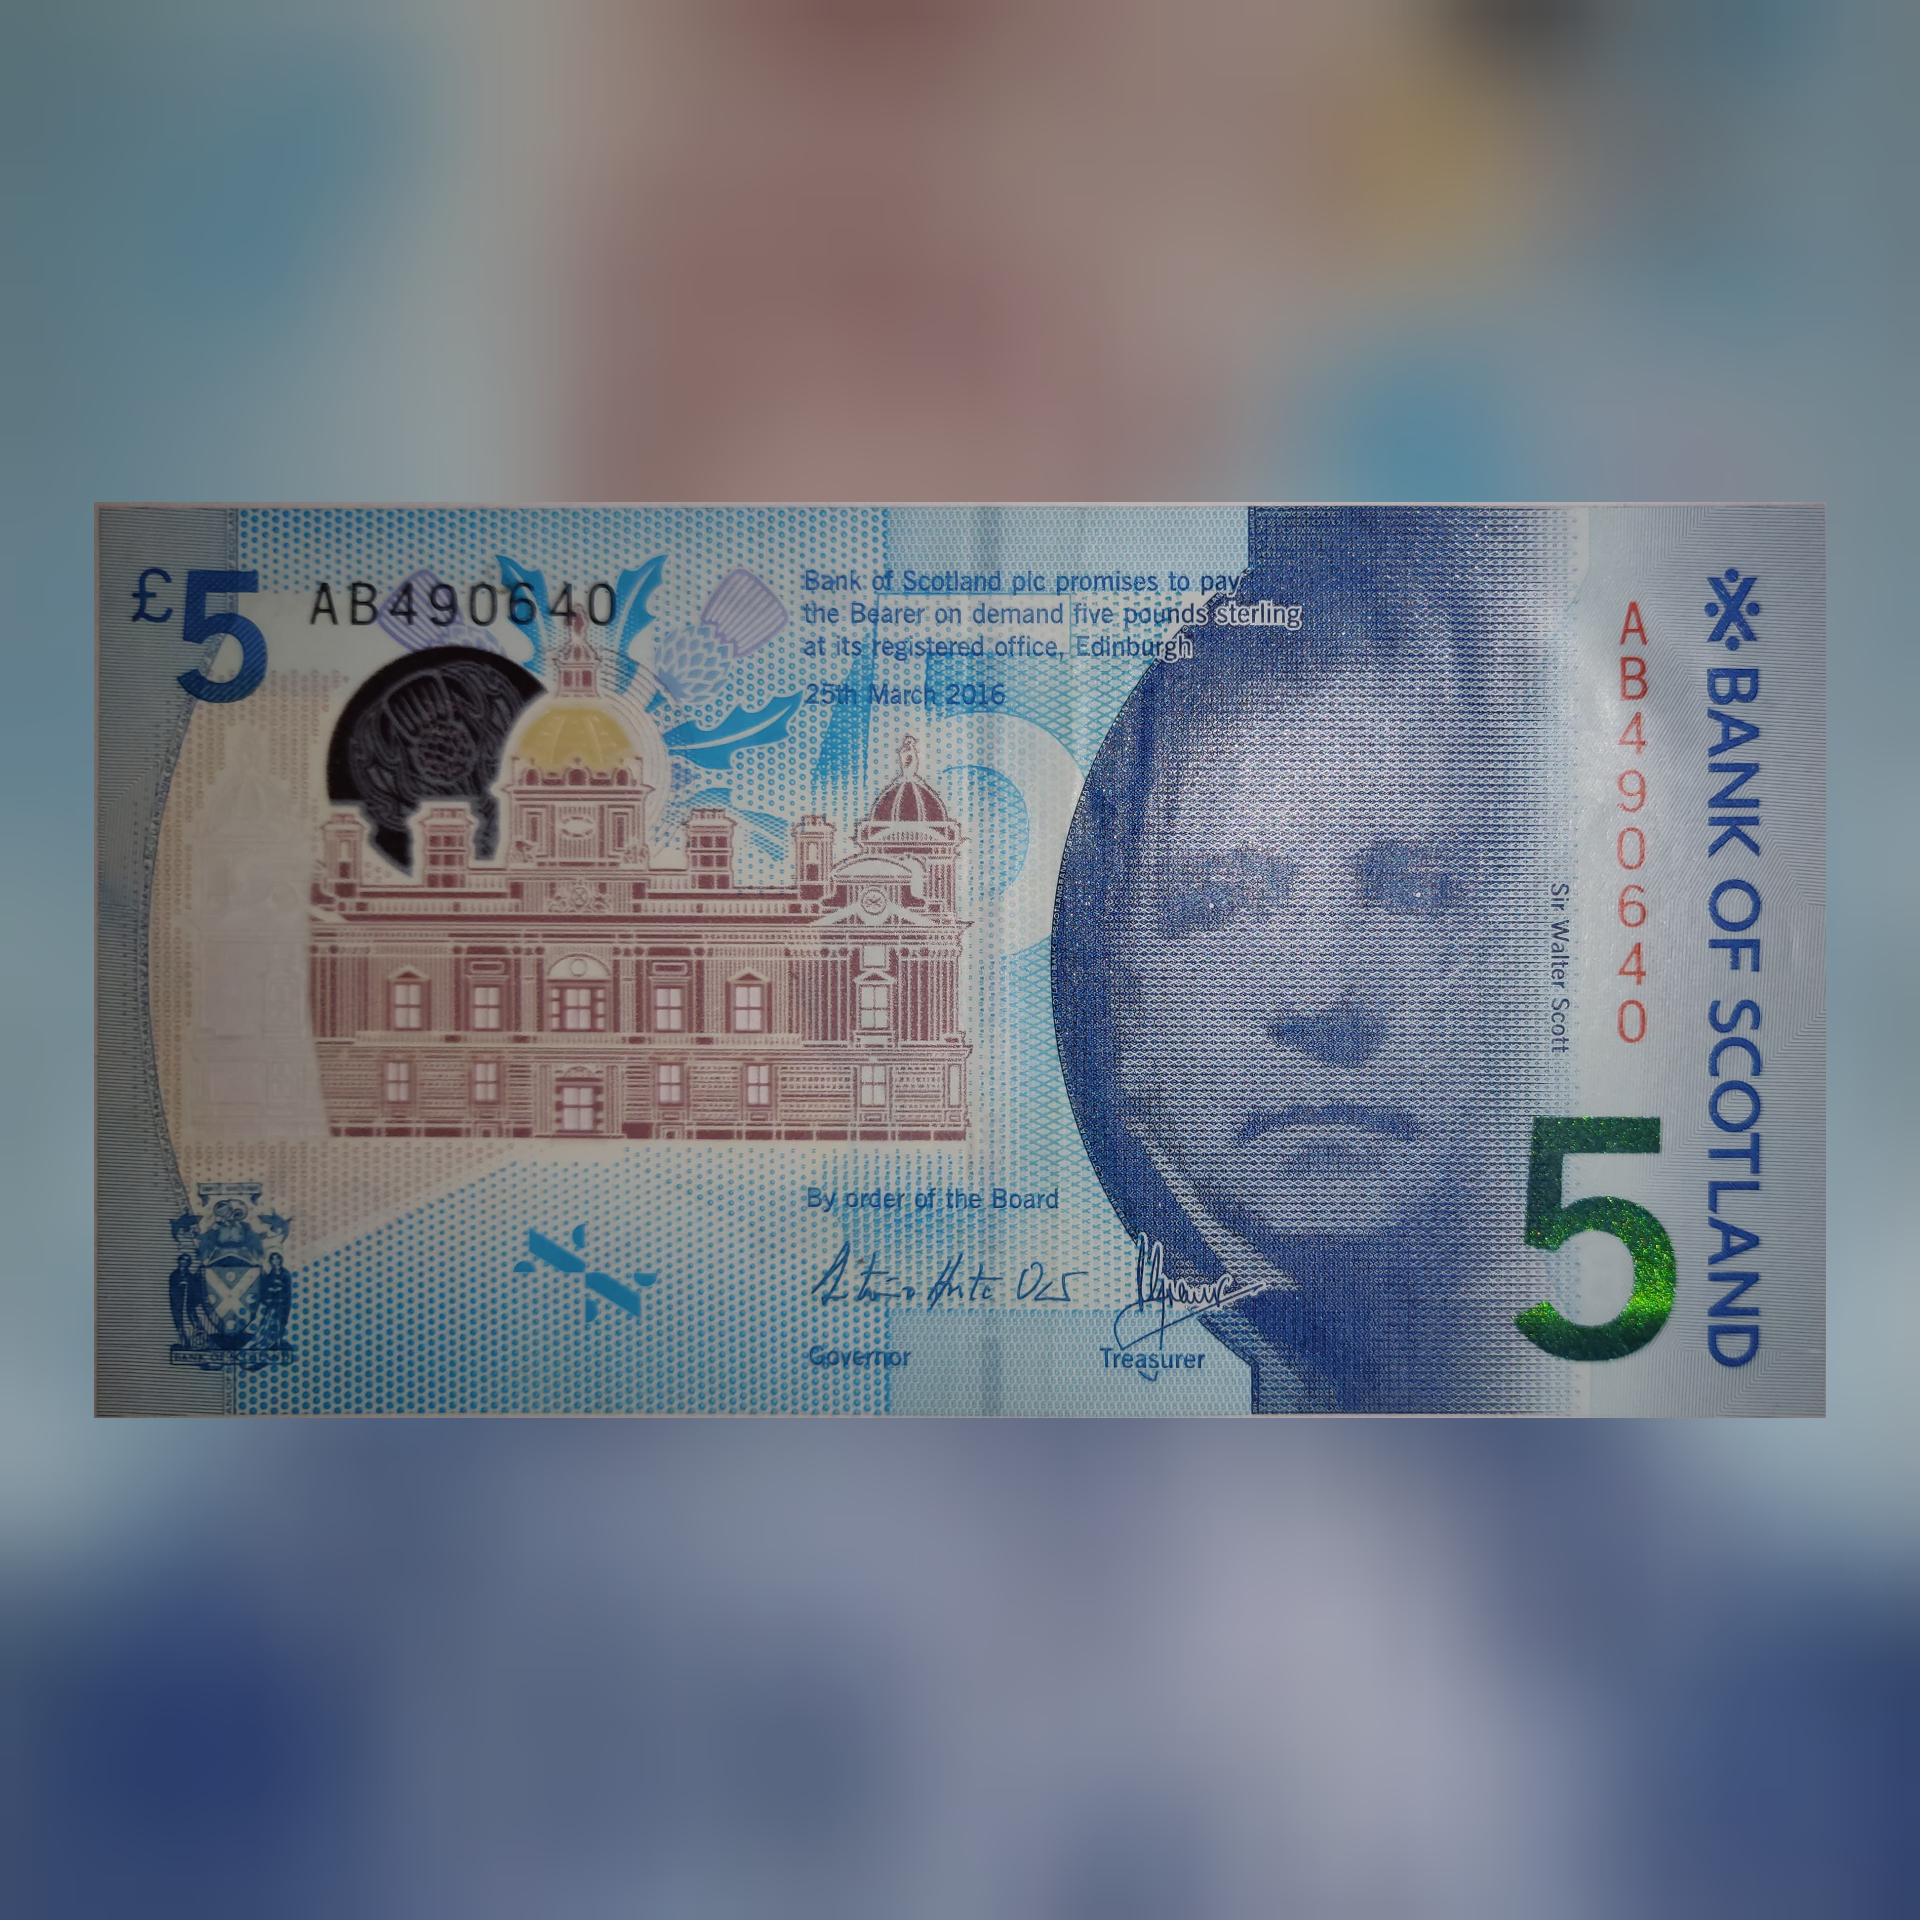 £5
AB490640
Bank of Scotland plc promises to pay
the Bearer on demand five pounds sterling
at its registered office, Edinburgh
25th March 2016
By order of the Board
Governor
Treasurer
Sir Walter Scott
AB490640
5
BANK OF SCOTLAND